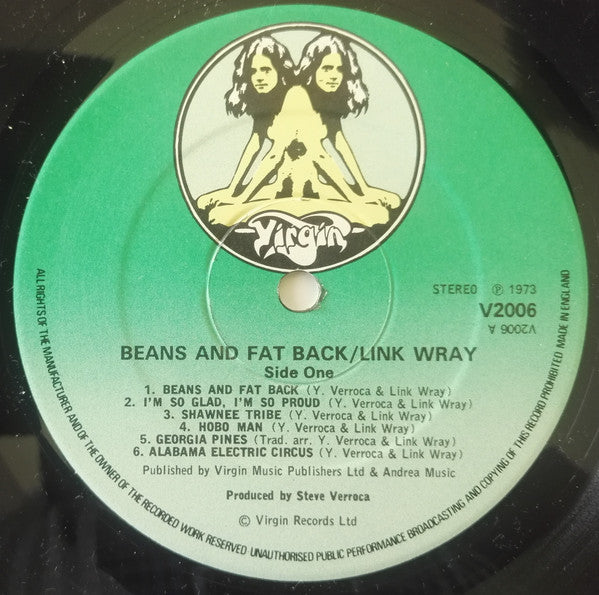 Virgin
STEREO ℗ 1973
V2006
V2006 A
BEANS AND FAT BACK/LINK WRAY
Side One
1. BEANS AND FAT BACK (Y. Verroca & Link Wray)
2. I'M SO GLAD, I'M SO PROUD (Y. Verroca & Link Wray)
3. SHAWNEE TRIBE (Y. Verroca & Link Wray)
4. HOBO MAN (Y. Verroca & Link Wray)
5. GEORGIA PINES (Trad. arr. Y. Verroca & Link Wray)
6. ALABAMA ELECTRIC CIRCUS (Y. Verroca & Link Wray)
Published by Virgin Music Publishers Ltd & Andrea Music
Produced by Steve Verroca
© Virgin Records Ltd
ALL RIGHTS OF THE MANUFACTURER AND OF THE OWNER OF THE RECORDED WORK RESERVED UNAUTHORISED PUBLIC PERFORMANCE BROADCASTING AND COPYING OF THIS RECORD PROHIBITED MADE IN ENGLAND